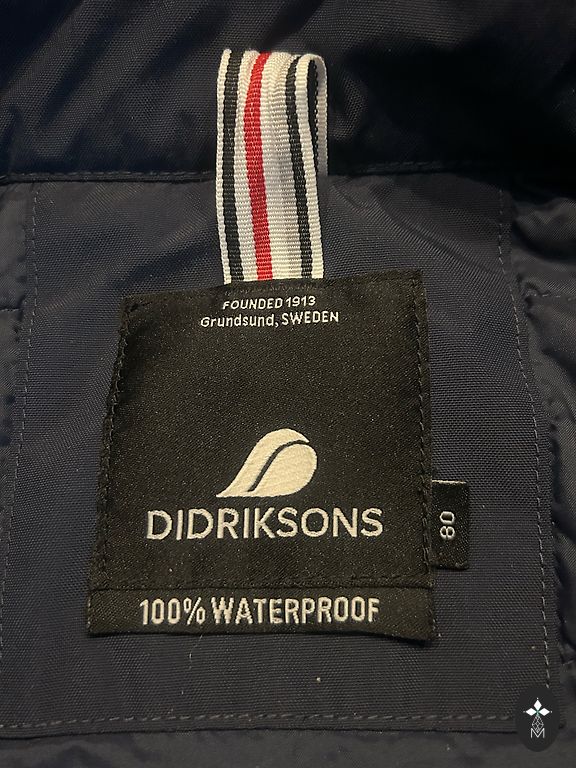 FOUNDED 1913
Grundsund, SWEDEN
DIDRIKSONS
80
100% WATERPROOF
M